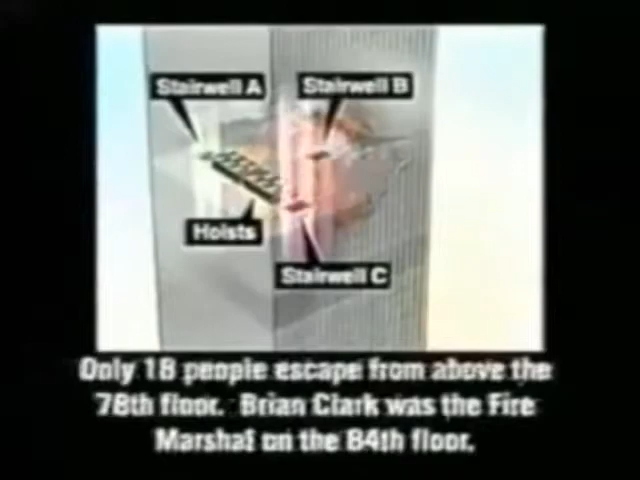 Stairwell A
Stairwell B
Hoists
Stairwell C
Only 18 people escape from above the
78th floor. Brian Clark was the Fire
Marshal on the 84th floor.